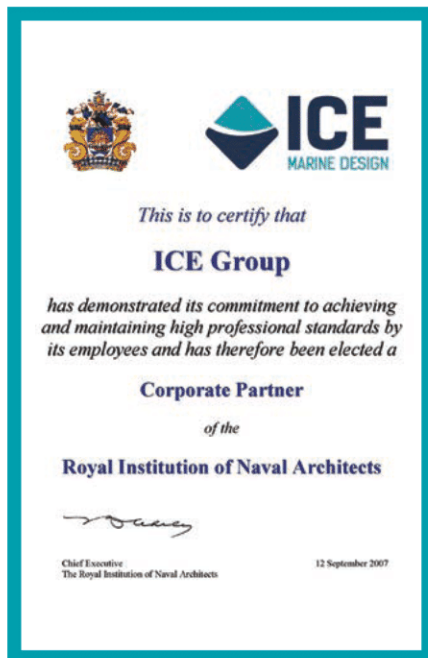 ICE
MARINE DESIGN
This is to certify that
ICE Group
has demonstrated its commitment to achieving
and maintaining high professional standards by
its employees and has therefore been elected a
Corporate Partner
of the
Royal Institution of Naval Architects
Chief Executive
The Royal Institution of Naval Architects
12 September 2007